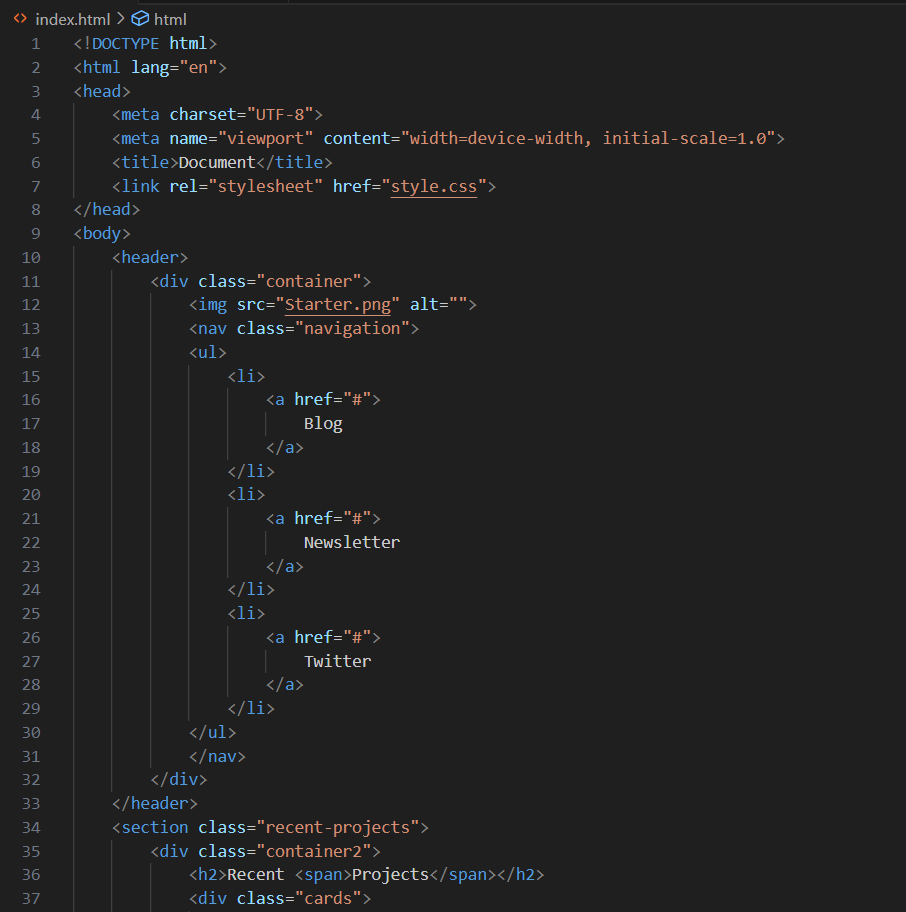 index.html > html
1 <!DOCTYPE html>
2 <html lang="en">
3 <head>
4     <meta charset="UTF-8">
5     <meta name="viewport" content="width=device-width, initial-scale=1.0">
6     <title>Document</title>
7     <link rel="stylesheet" href="style.css">
8 </head>
9 <body>
10     <header>
11         <div class="container">
12             <img src="Starter.png" alt="">
13             <nav class="navigation">
14             <ul>
15                 <li>
16                     <a href="#">
17                         Blog
18                     </a>
19                 </li>
20                 <li>
21                     <a href="#">
22                         Newsletter
23                     </a>
24                 </li>
25                 <li>
26                     <a href="#">
27                         Twitter
28                     </a>
29                 </li>
30             </ul>
31             </nav>
32         </div>
33     </header>
34     <section class="recent-projects">
35         <div class="container2">
36             <h2>Recent <span>Projects</span></h2>
37             <div class="cards">